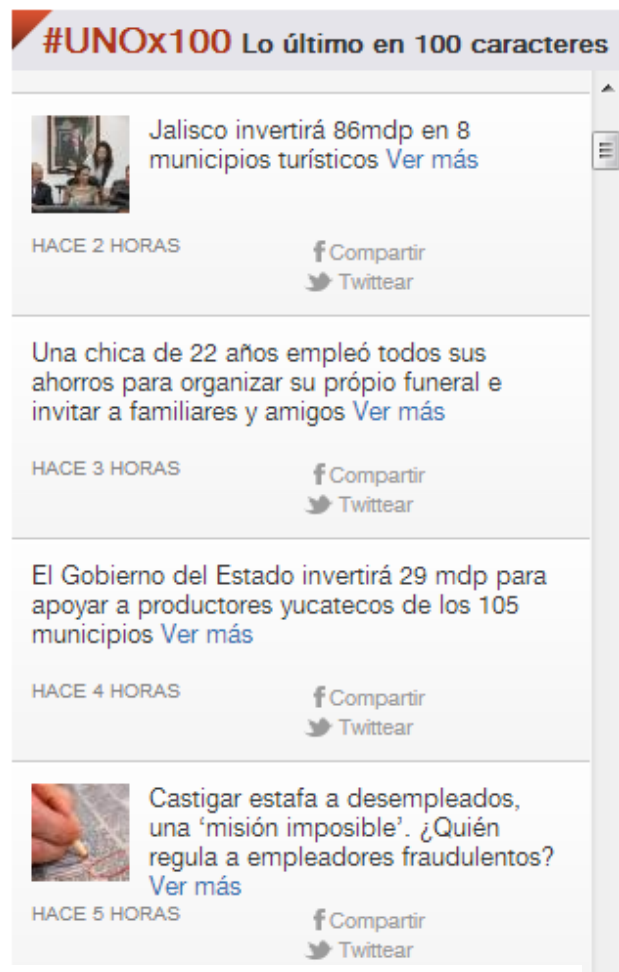 #UNOx100 Lo último en 100 caracteres
Jalisco invertirá 86mdp en 8
municipios turísticos Ver más
HACE 2 HORAS
Compartir
Twittear
Una chica de 22 años empleó todos sus
ahorros para organizar su própio funeral e
invitar a familiares y amigos Ver más
HACE 3 HORAS
Compartir
Twittear
El Gobierno del Estado invertirá 29 mdp para
apoyar a productores yucatecos de los 105
municipios Ver más
HACE 4 HORAS
Compartir
Twittear
Castigar estafa a desempleados,
una ‘misión imposible’. ¿Quién
regula a empleadores fraudulentos?
Ver más
HACE 5 HORAS
Compartir
Twittear